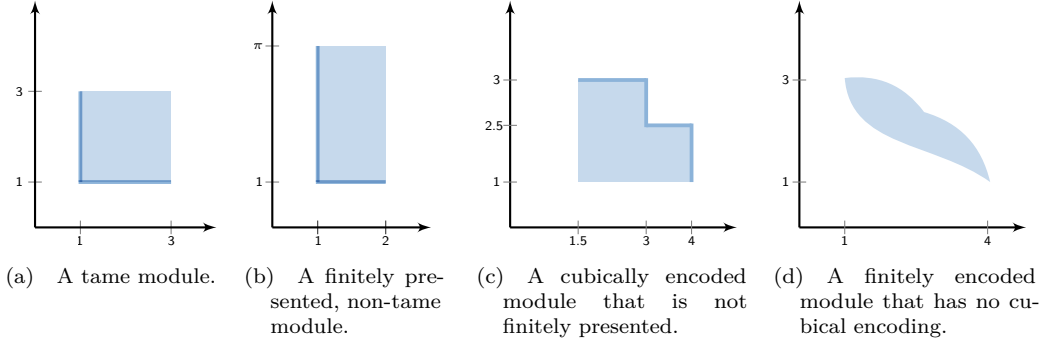 3
1
1
3
(a) A tame module.
π
1
1
2
(b) A finitely pre-
sented, non-tame
module.
3
2.5
1
1.5
3
4
(c) A cubically encoded
module that is not
finitely presented.
3
1
1
4
(d) A finitely encoded
module that has no cu-
bical encoding.